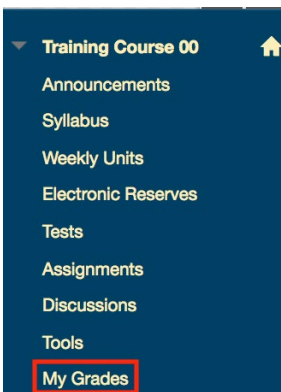 Training Course 00
Announcements
Syllabus
Weekly Units
Electronic Reserves
Tests
Assignments
Discussions
Tools
My Grades